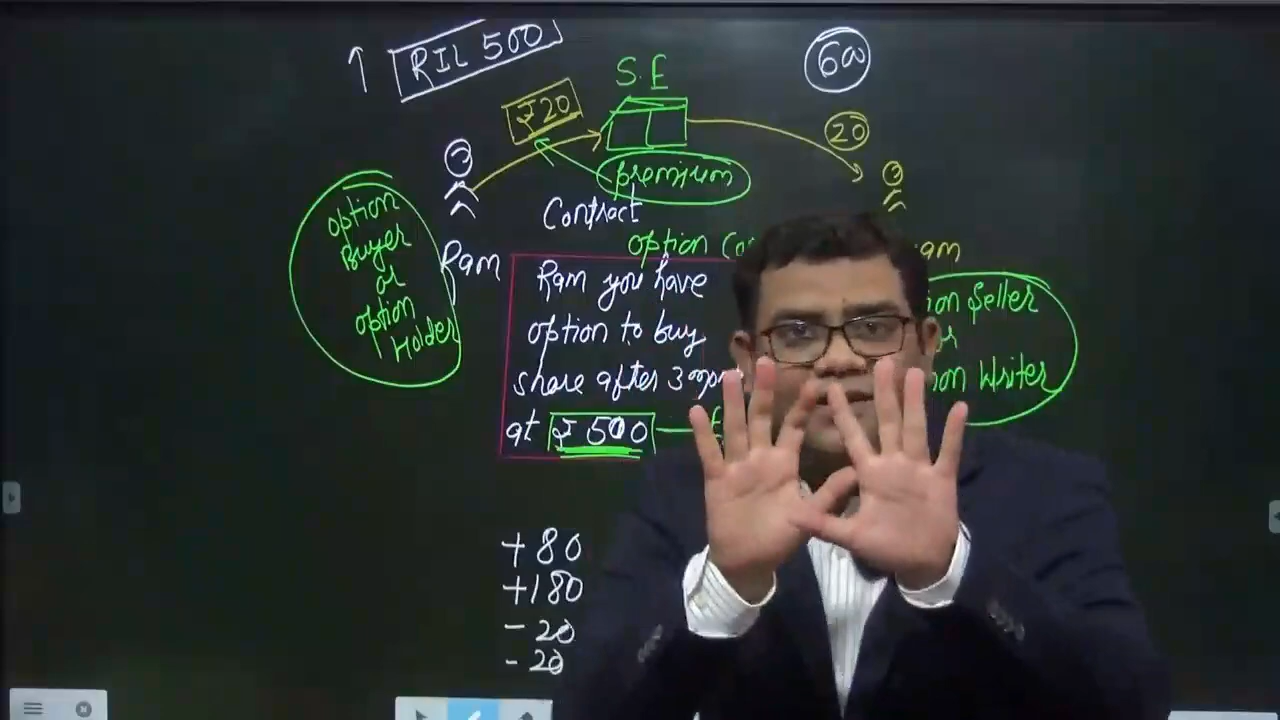 RIL 500
S.E
600
₹20
20
premium
Contract
option
Ram
option
Buyer
or
option
Holder
Ram you have
option to buy
share after 3
at ₹ 500
Seller
Writer
+80
+180
- 20
- 20